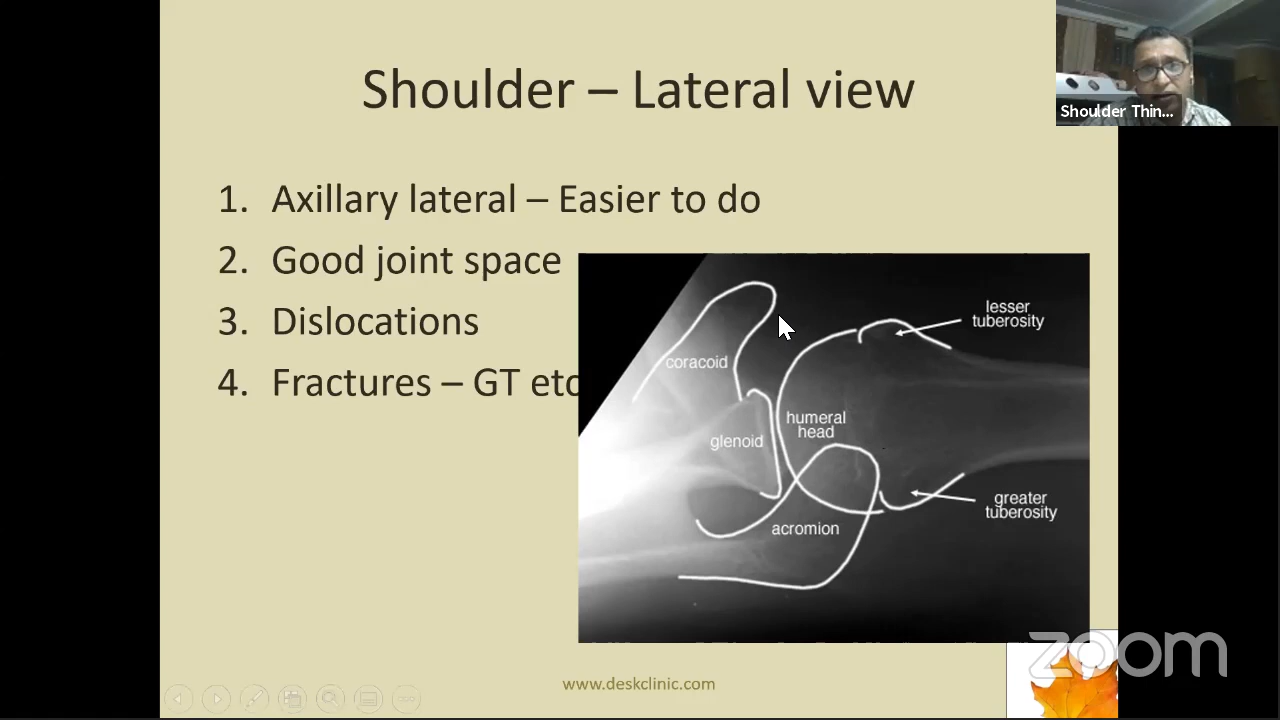 Shoulder – Lateral view
Shoulder Thin...
1. Axillary lateral – Easier to do
2. Good joint space
3. Dislocations
4. Fractures – GT etc
lesser
tuberosity
coracoid
humeral
head
glenoid
greater
tuberosity
acromion
www.deskclinic.com
zoom